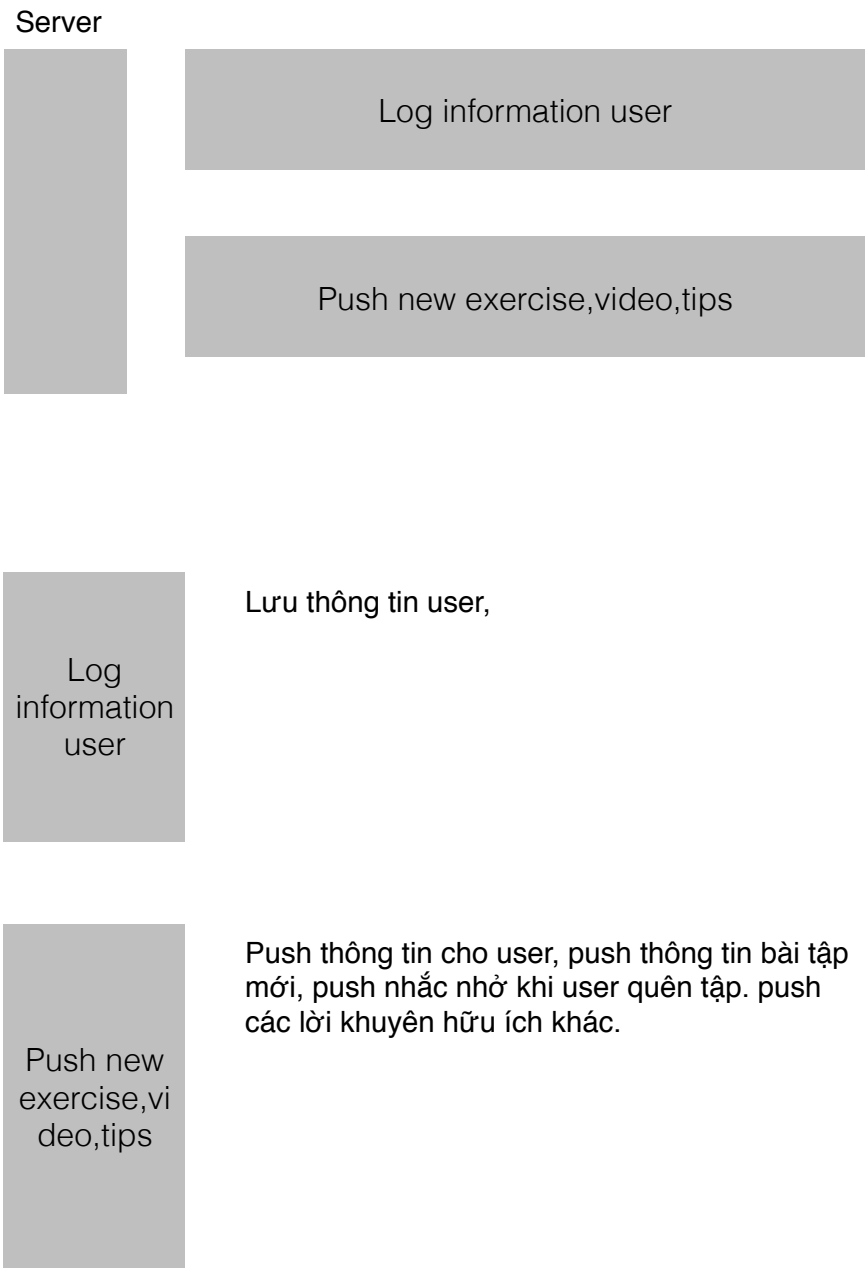 Server
Log information user
Push new exercise,video,tips
Lưu thông tin user,
Log
information
user
Push thông tin cho user, push thông tin bài tập
mới, push nhắc nhở khi user quên tập. push
các lời khuyên hữu ích khác.
Push new
exercise,vi
deo,tips